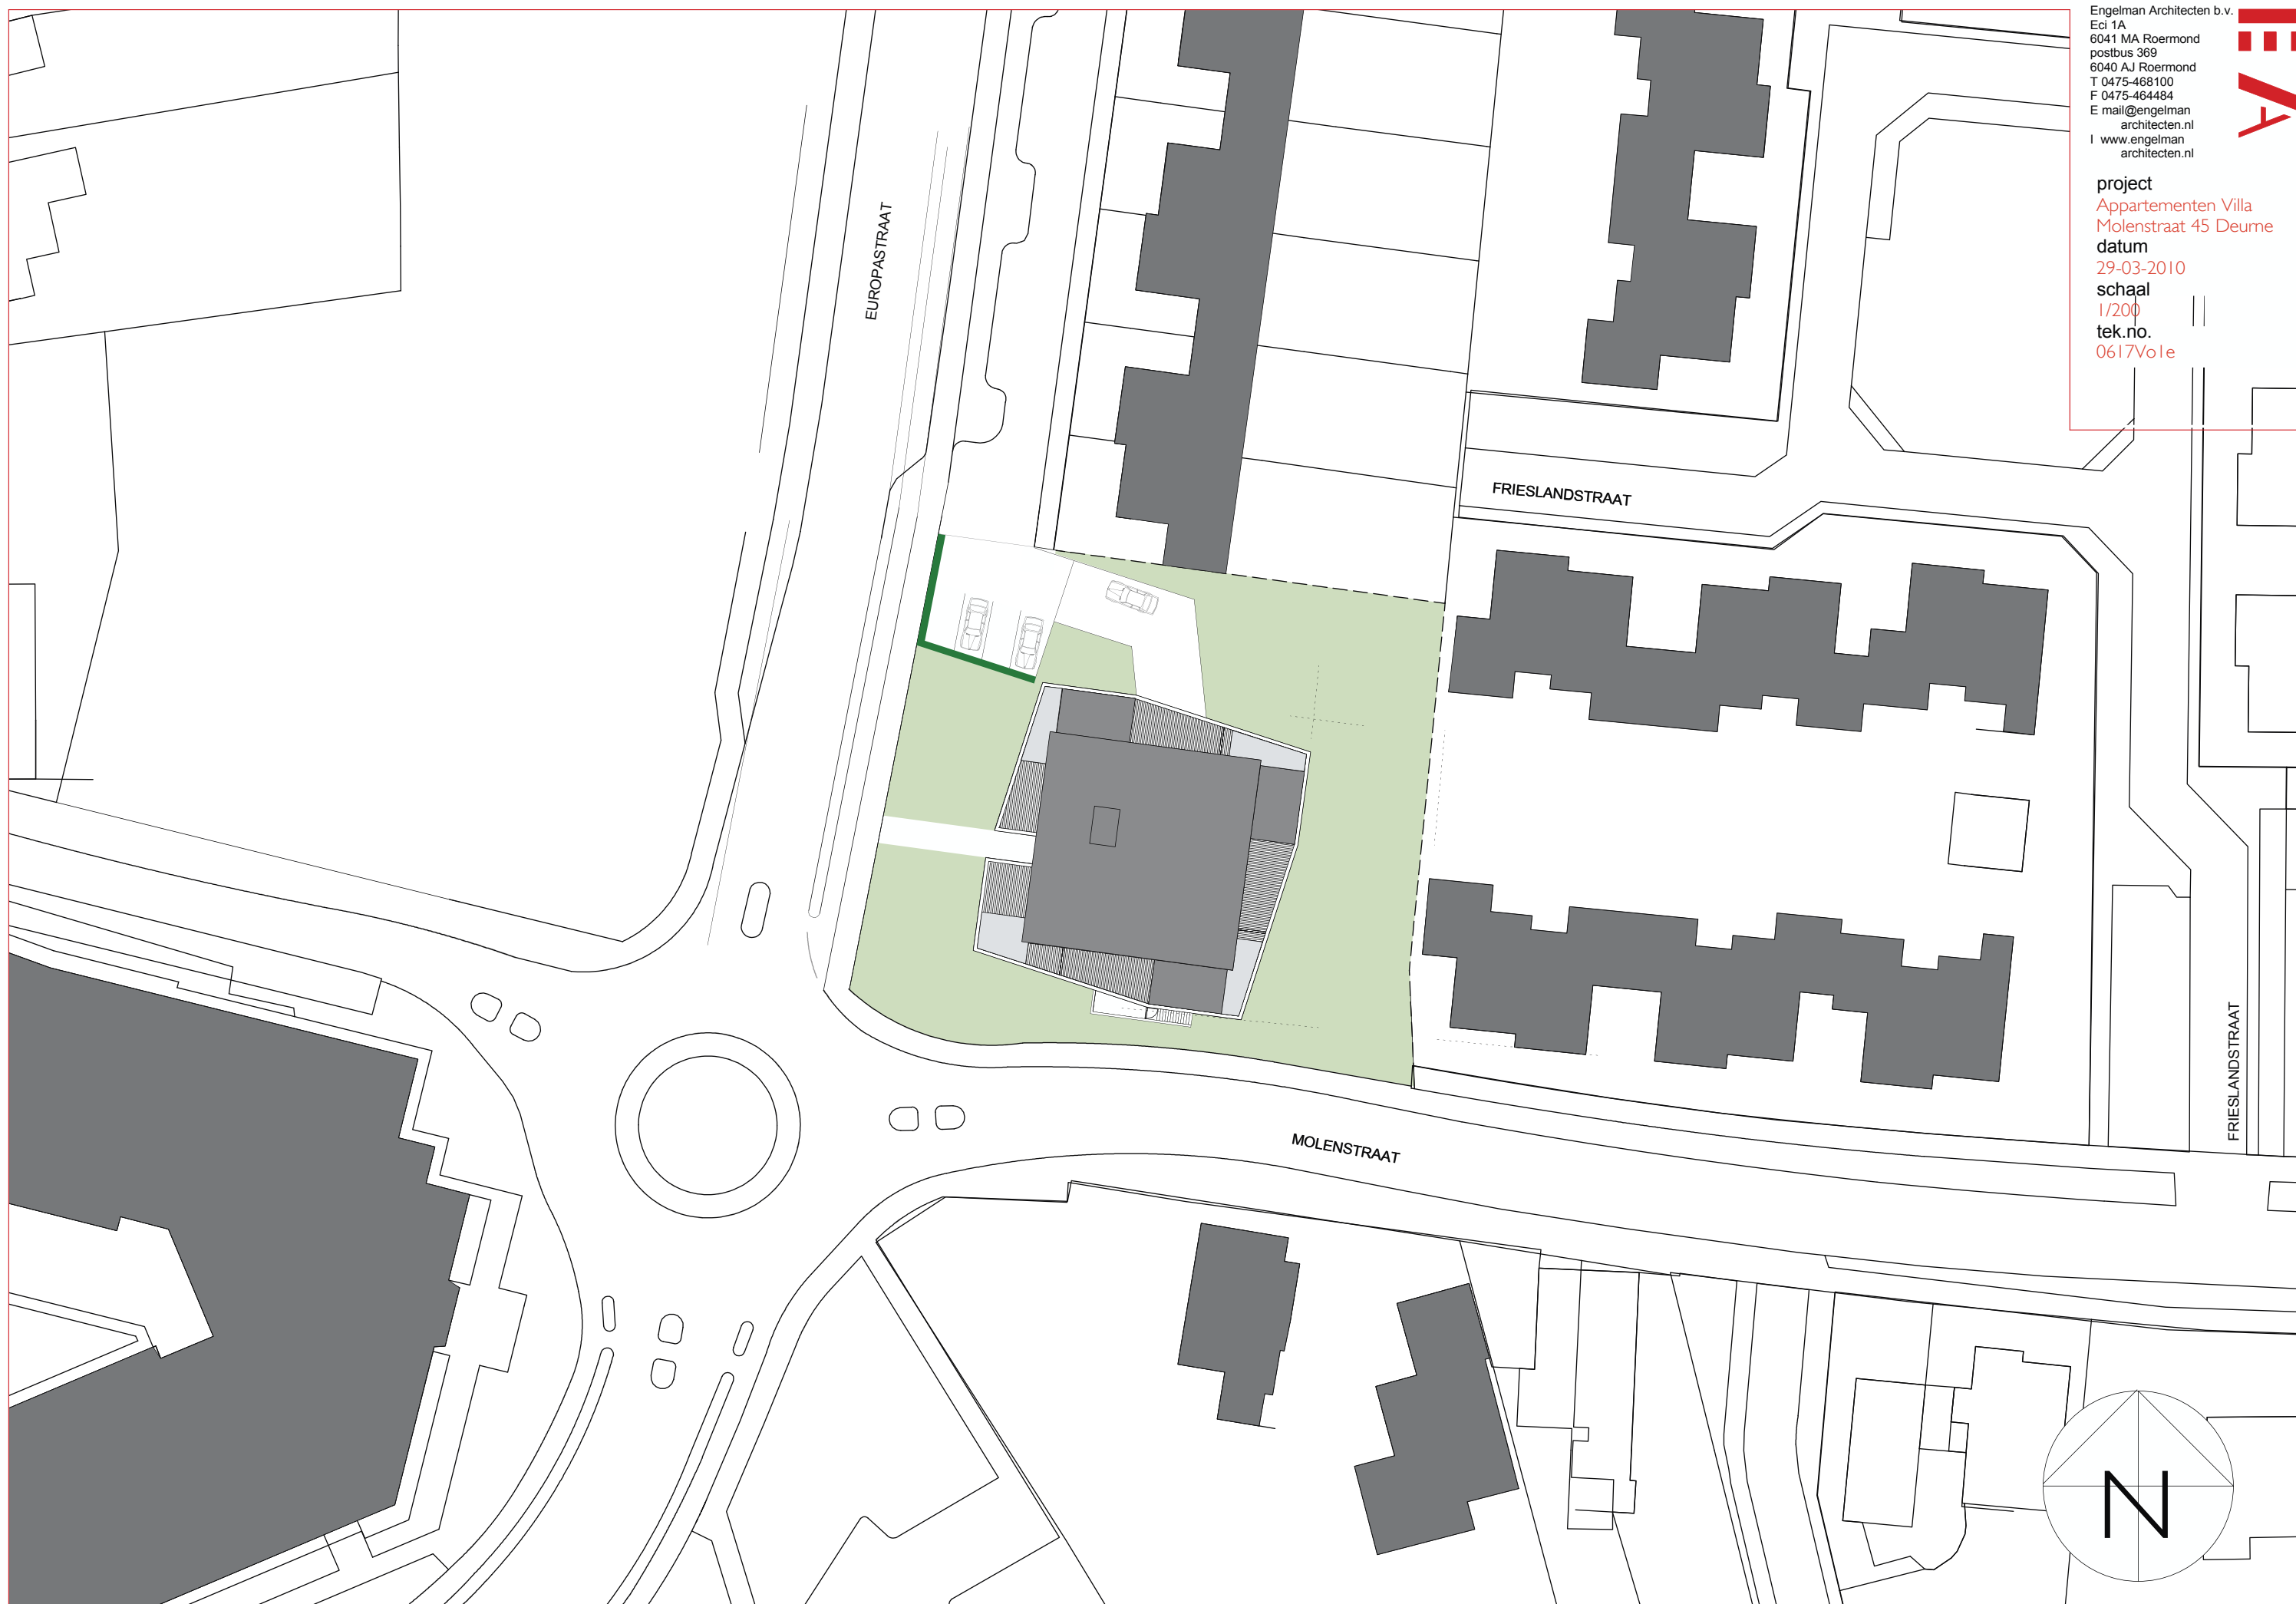 Engelman Architecten b.v.
Eci 1A
6041 MA Roermond
postbus 369
6040 AJ Roermond
T 0475-468100
F 0475-464484
E mail@engelman
architecten.nl
I www.engelman
architecten.nl
project
Appartementen Villa
Molenstraat 45 Deurne
datum
29-03-2010
schaal
1/200
tek.no.
0617Vo1e
EUROPASTRAAT
FRIESLANDSTRAAT
FRIESLANDSTRAAT
MOLENSTRAAT
N